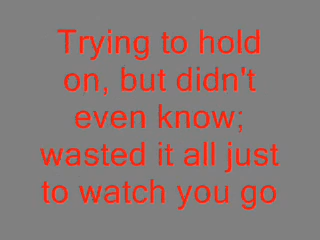 Trying to hold
on, but didn't
even know;
wasted it all just
to watch you go